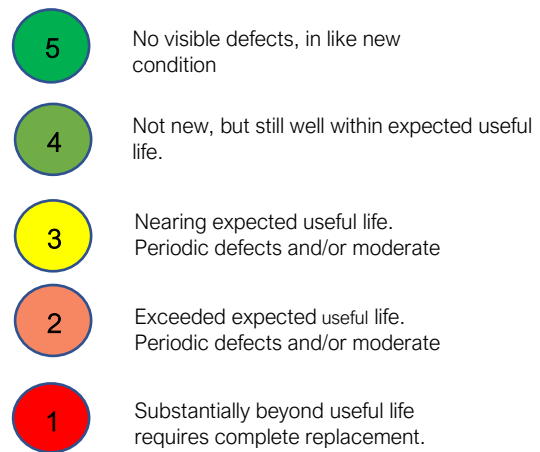 5
No visible defects, in like new
condition
4
Not new, but still well within expected useful
life.
3
Nearing expected useful life.
Periodic defects and/or moderate
2
Exceeded expected useful life.
Periodic defects and/or moderate
1
Substantially beyond useful life
requires complete replacement.